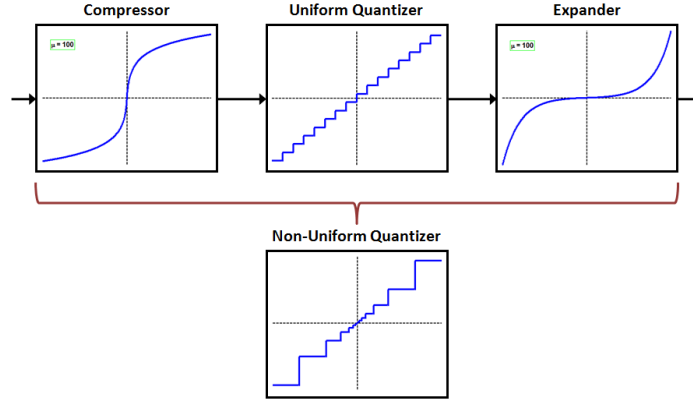 Compressor
Uniform Quantizer
Expander
μ = 100
μ = 100
Non-Uniform Quantizer